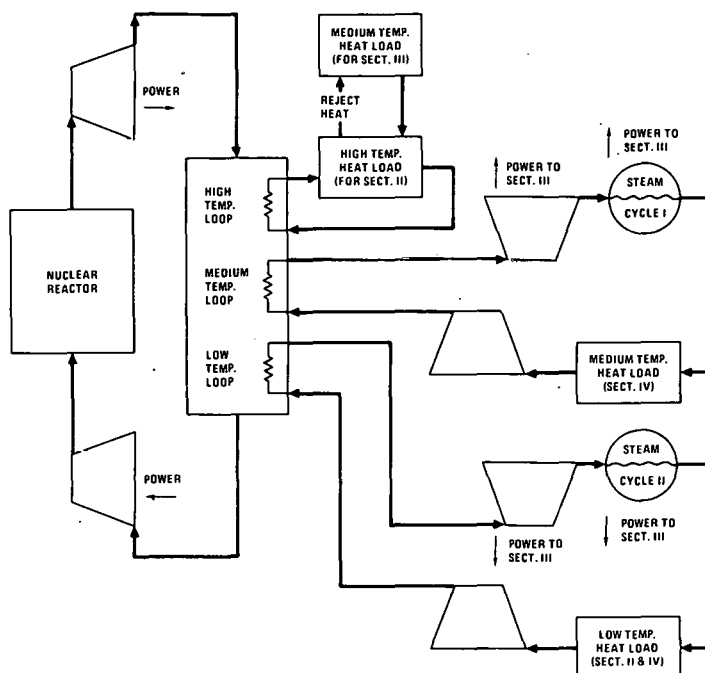 MEDIUM TEMP.
HEAT LOAD
(FOR SECT. III)
POWER
REJECT
HEAT
HIGH TEMP.
HEAT LOAD
(FOR SECT. II)
POWER TO
SECT. III
POWER TO
SECT. III
STEAM
CYCLE I
HIGH
TEMP.
LOOP
NUCLEAR
REACTOR
MEDIUM
TEMP.
LOOP
LOW
TEMP.
LOOP
MEDIUM TEMP.
HEAT LOAD
(SECT. IV)
POWER
STEAM
CYCLE II
POWER TO
SECT. III
POWER TO
SECT. III
LOW TEMP.
HEAT LOAD
(SECT. II & IV)